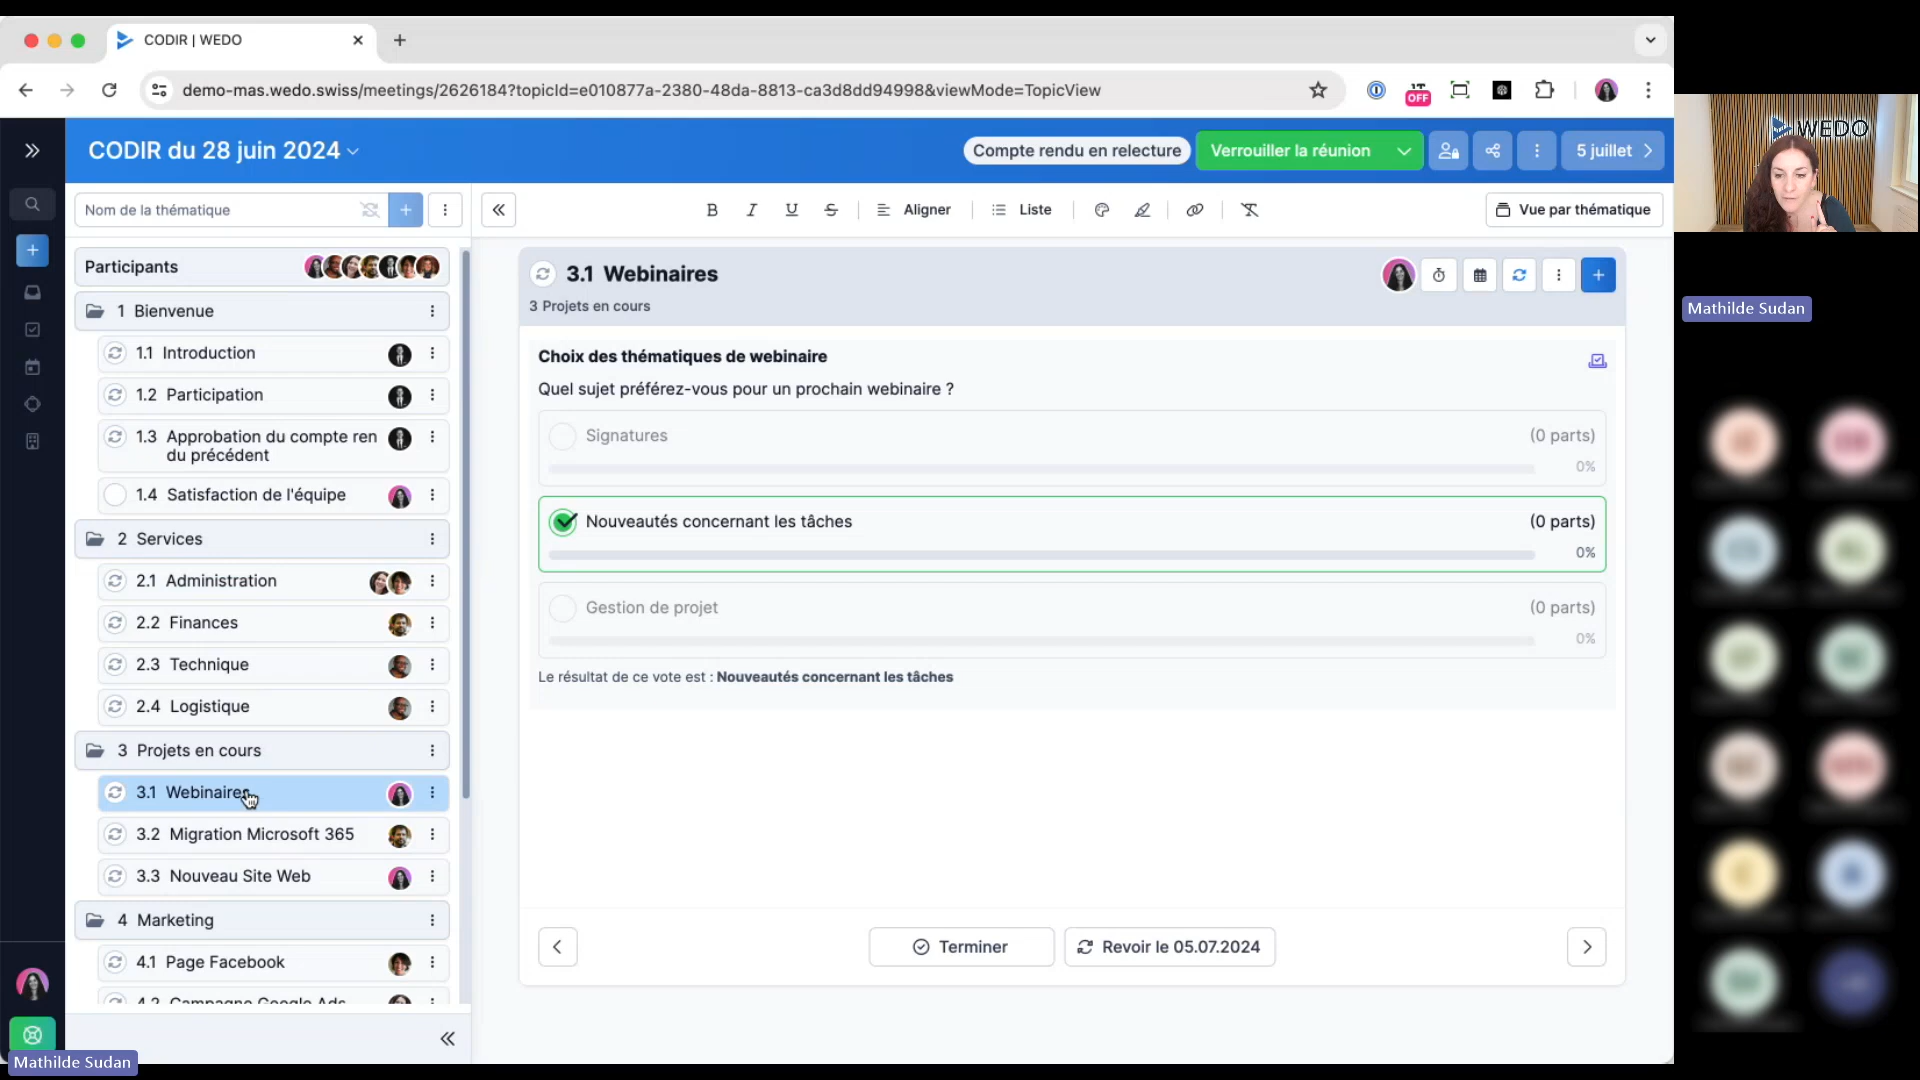 CODIR | WEDO
demo-mas.wedo.swiss/meetings/2626184?topicId=e010877a-2380-48da-8813-ca3d8dd94998&viewMode=TopicView
OFF
CODIR du 28 juin 2024
Compte rendu en relecture
Verrouiller la réunion
5 juillet
Nom de la thématique
Aligner
Liste
Vue par thématique
Participants
1 Bienvenue
1.1 Introduction
1.2 Participation
1.3 Approbation du compte ren
du précédent
1.4 Satisfaction de l'équipe
2 Services
2.1 Administration
2.2 Finances
2.3 Technique
2.4 Logistique
3 Projets en cours
3.1 Webinaires
3.2 Migration Microsoft 365
3.3 Nouveau Site Web
4 Marketing
4.1 Page Facebook
4.2 Campagne Google Ads
3.1 Webinaires
3 Projets en cours
Choix des thématiques de webinaire
Quel sujet préférez-vous pour un prochain webinaire ?
Signatures (0 parts)
0%
Nouveautés concernant les tâches (0 parts)
0%
Gestion de projet (0 parts)
0%
Le résultat de ce vote est : Nouveautés concernant les tâches
Terminer
Revoir le 05.07.2024
WEDO
Mathilde Sudan
Mathilde Sudan